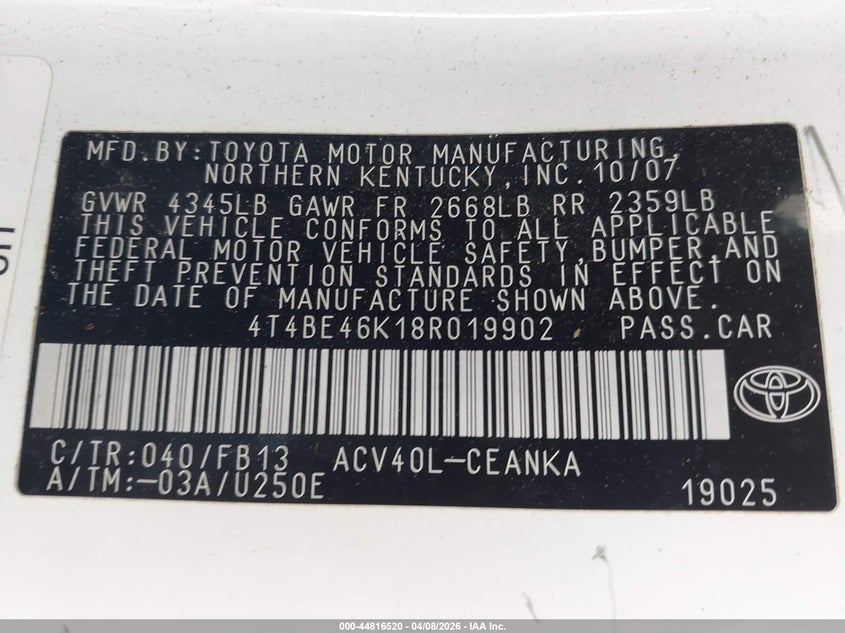 MFD.BY:TOYOTA MOTOR MANUFACTURING,
NORTHERN KENTUCKY,INC.10/07
GVWR 4345LB GAWR FR 2668LB RR 2359LB
THIS VEHICLE CONFORMS TO ALL APPLICABLE
FEDERAL MOTOR VEHICLE SAFETY,BUMPER,AND
THEFT PREVENTION STANDARDS IN EFFECT ON
THE DATE OF MANUFACTURE SHOWN ABOVE.
4T4BE46K18R019902 PASS.CAR
C/TR:040/FB13 ACV40L-CEANKA
A/TM:-03A/U250E 19025
000-44816520 - 04/08/2026 - IAA Inc.